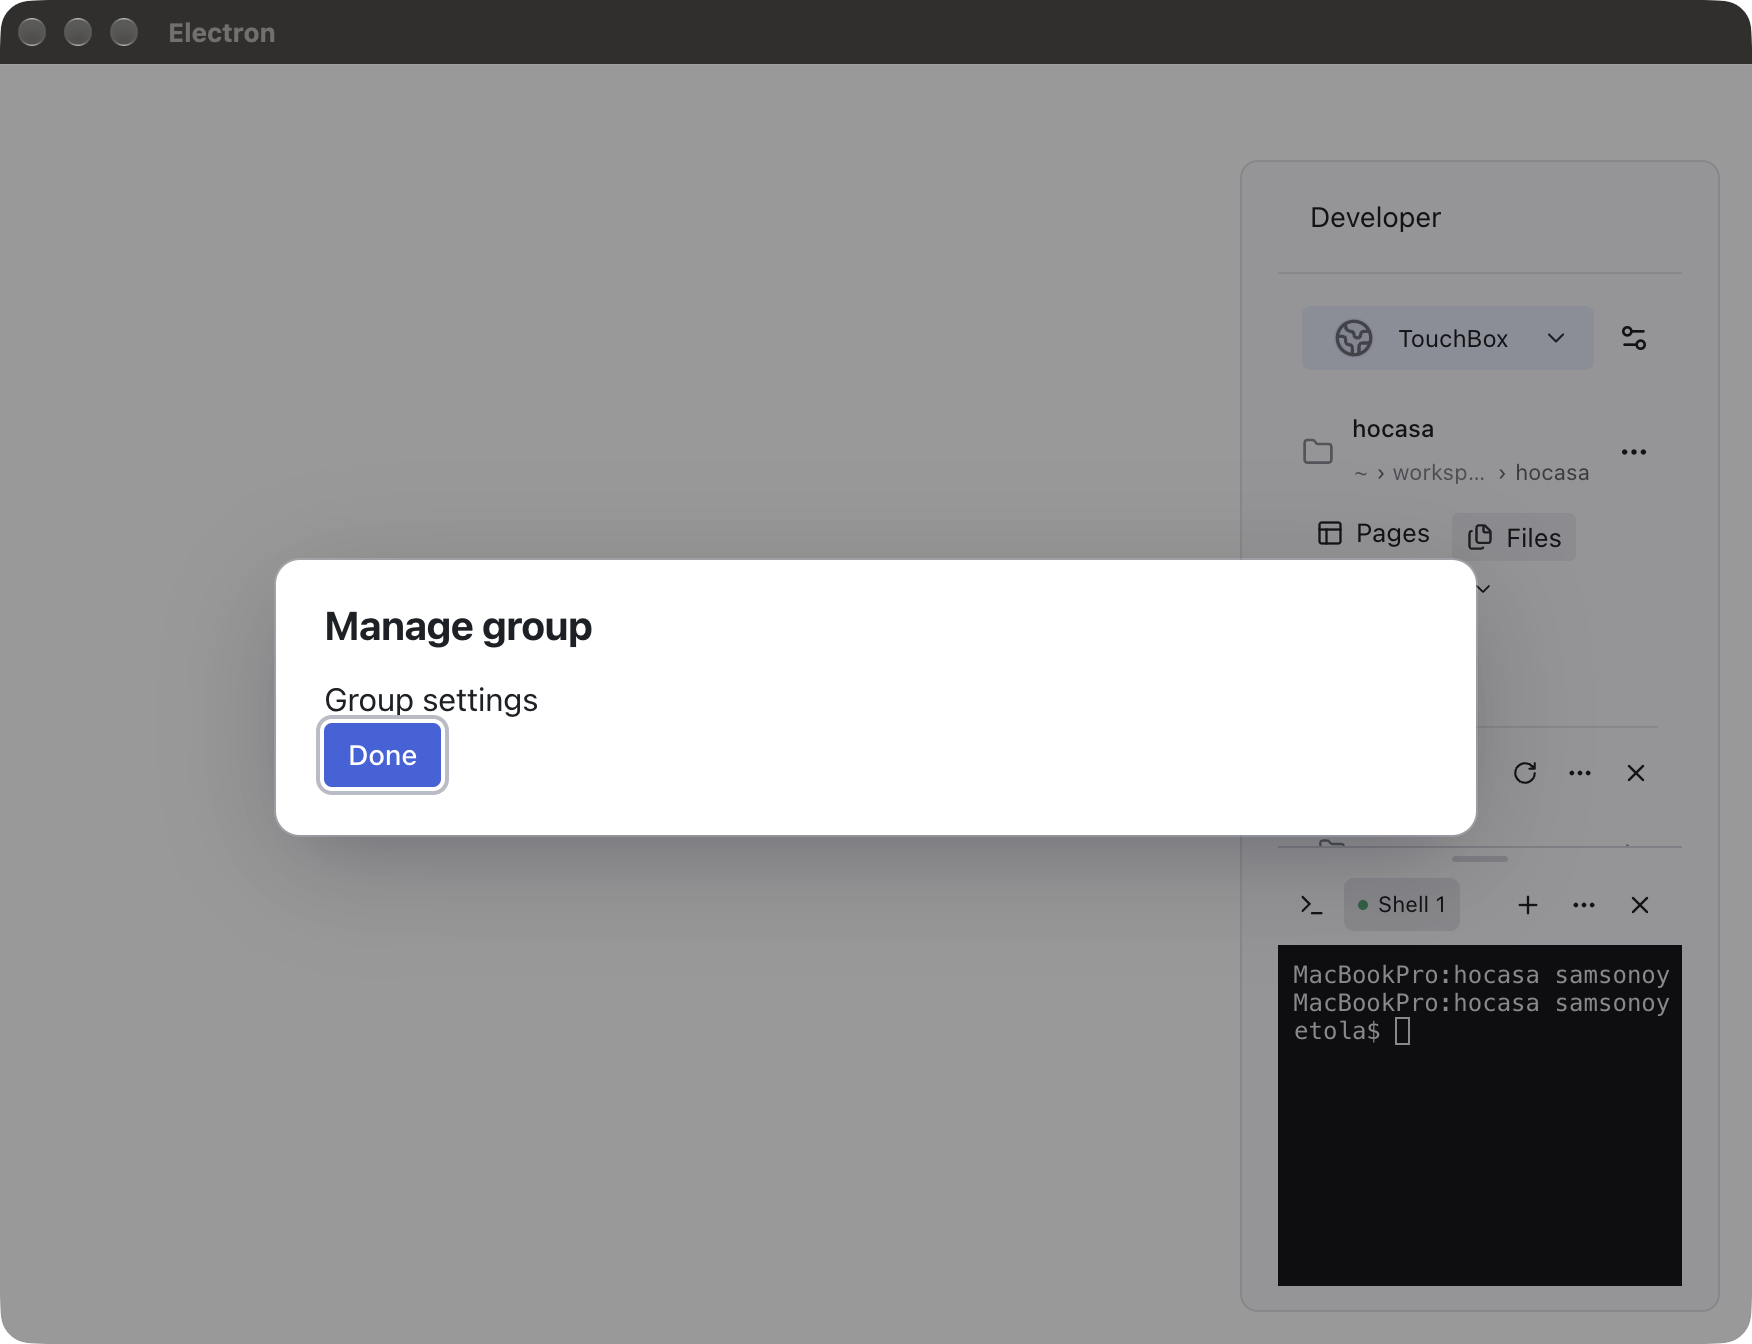 Electron
Developer
TouchBox
hocasa
~ › worksp... › hocasa
Pages
Files
Manage group
Group settings
Done
Shell 1
MacBookPro:hocasa samsonoy
MacBookPro:hocasa samsonoy
etola$